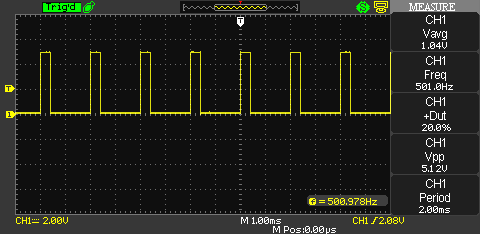 Trig'd
MEASURE
CH1
Vavg
1.04V
CH1
Freq
501.0Hz
CH1
+Dut
20.0%
CH1
Vpp
5.12V
CH1
Period
2.00ms
T
T
1
f = 500.978Hz
CH1 2.00V
M 1.00ms
CH1 2.08V
M Pos:0.00µs